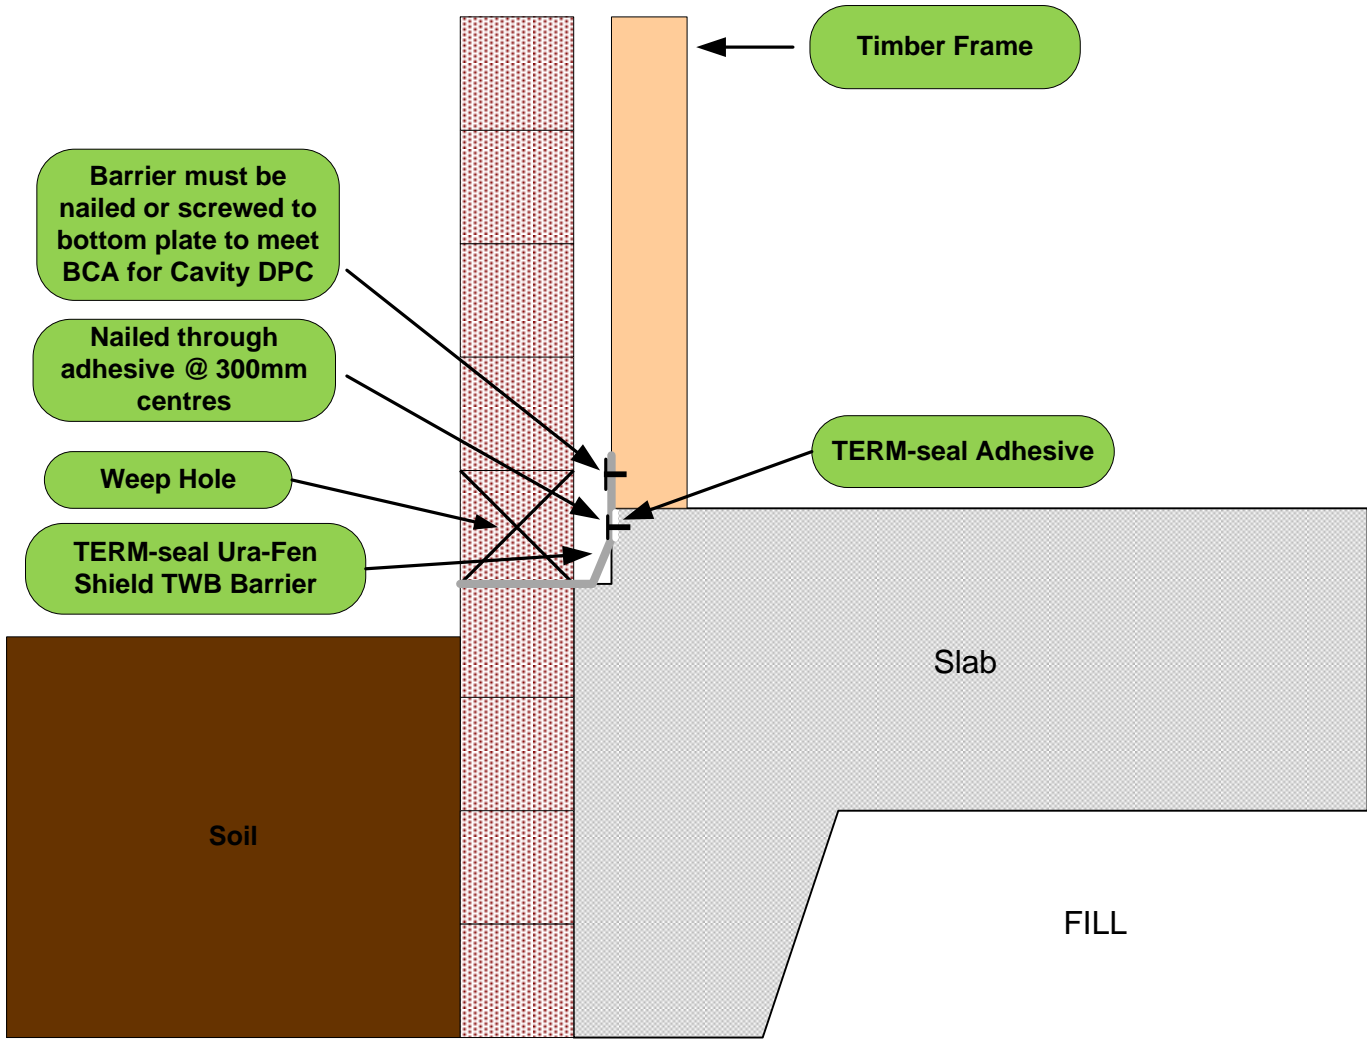 Timber Frame
Barrier must be
nailed or screwed to
bottom plate to meet
BCA for Cavity DPC
Nailed through
adhesive @ 300mm
centres
TERM-seal Adhesive
Weep Hole
TERM-seal Ura-Fen
Shield TWB Barrier
Slab
Soil
FILL